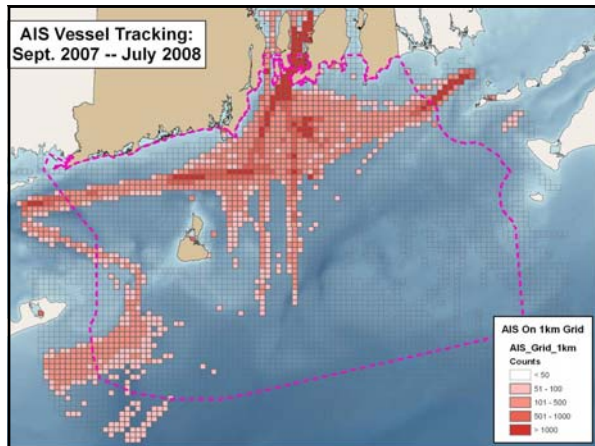 AIS Vessel Tracking:
Sept. 2007 -- July 2008
AIS On 1km Grid
AIS_Grid_1km
Counts
< 50
51 - 100
101 - 500
501 - 1000
> 1000